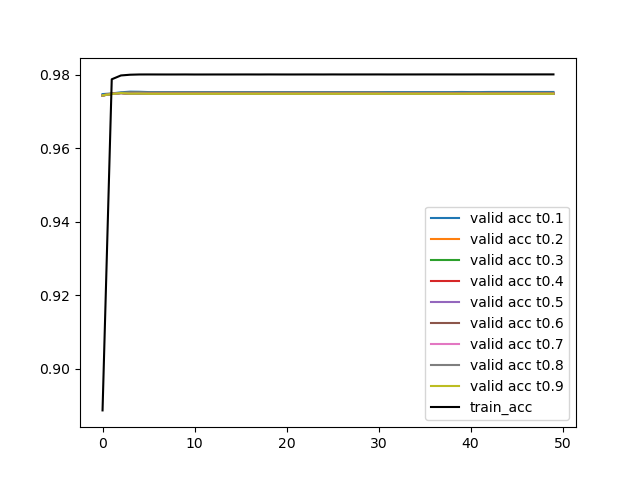 0.98
0.96
0.94
0.92
0.90
valid acc t0.1
valid acc t0.2
valid acc t0.3
valid acc t0.4
valid acc t0.5
valid acc t0.6
valid acc t0.7
valid acc t0.8
valid acc t0.9
train_acc
0 10 20 30 40 50